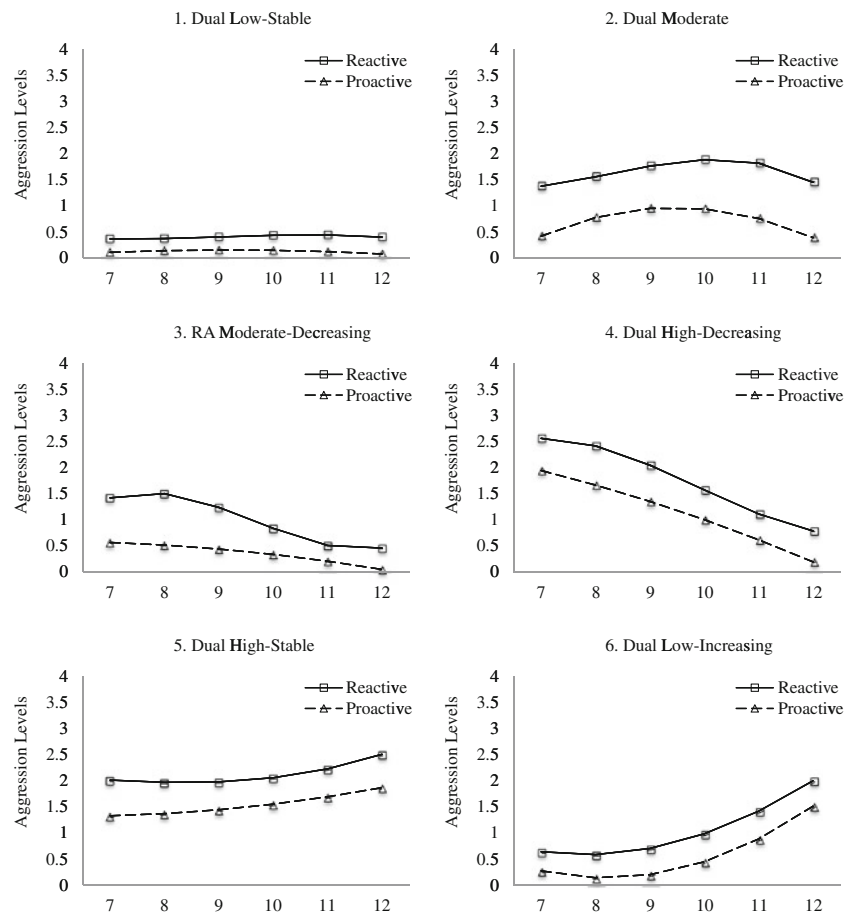 1. Dual Low-Stable
4
3.5
3
2.5
2
1.5
1
0.5
0
Aggression Levels
Reactive
Proactive
7 8 9 10 11 12
2. Dual Moderate
4
3.5
3
2.5
2
1.5
1
0.5
0
Aggression Levels
Reactive
Proactive
7 8 9 10 11 12
3. RA Moderate-Decreasing
4
3.5
3
2.5
2
1.5
1
0.5
0
Aggression Levels
Reactive
Proactive
7 8 9 10 11 12
4. Dual High-Decreasing
4
3.5
3
2.5
2
1.5
1
0.5
0
Aggression Levels
Reactive
Proactive
7 8 9 10 11 12
5. Dual High-Stable
4
3.5
3
2.5
2
1.5
1
0.5
0
Aggression Levels
Reactive
Proactive
7 8 9 10 11 12
6. Dual Low-Increasing
4
3.5
3
2.5
2
1.5
1
0.5
0
Aggression Levels
Reactive
Proactive
7 8 9 10 11 12